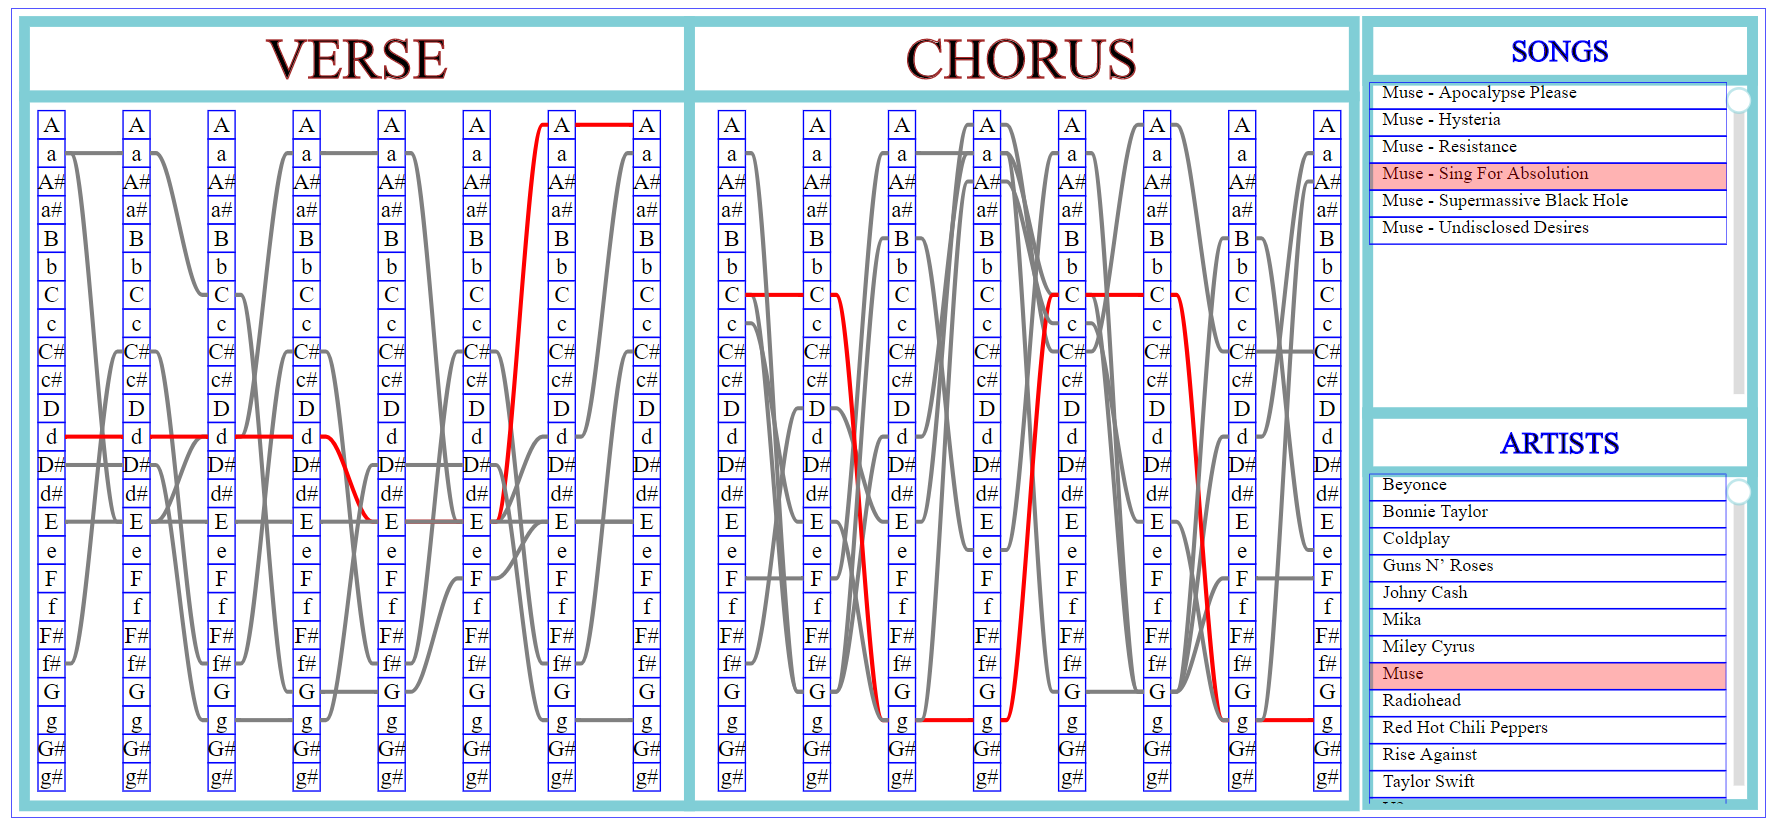 VERSE
CHORUS
SONGS
A A A A A A A A A A A A A A A A
a a a a a a a a a a a a a a a a
A# A# A# A# A# A# A# A# A# A# A# A# A# A# A# A#
a# a# a# a# a# a# a# a# a# a# a# a# a# a# a# a#
B B B B B B B B B B B B B B B B
b b b b b b b b b b b b b b b b
C C C C C C C C C C C C C C C C
c c c c c c c c c c c c c c c c
C# C# C# C# C# C# C# C# C# C# C# C# C# C# C# C#
c# c# c# c# c# c# c# c# c# c# c# c# c# c# c# c#
D D D D D D D D D D D D D D D D
d d d d d d d d d d d d d d d d
D# D# D# D# D# D# D# D# D# D# D# D# D# D# D# D#
d# d# d# d# d# d# d# d# d# d# d# d# d# d# d# d#
E E E E E E E E E E E E E E E E
e e e e e e e e e e e e e e e e
F F F F F F F F F F F F F F F F
f f f f f f f f f f f f f f f f
F# F# F# F# F# F# F# F# F# F# F# F# F# F# F# F#
f# f# f# f# f# f# f# f# f# f# f# f# f# f# f# f#
G G G G G G G G G G G G G G G G
g g g g g g g g g g g g g g g g
G# G# G# G# G# G# G# G# G# G# G# G# G# G# G# G#
g# g# g# g# g# g# g# g# g# g# g# g# g# g# g# g#
Muse - Apocalypse Please
Muse - Hysteria
Muse - Resistance
Muse - Sing For Absolution
Muse - Supermassive Black Hole
Muse - Undisclosed Desires
ARTISTS
Beyonce
Bonnie Taylor
Coldplay
Guns N’ Roses
Johny Cash
Mika
Miley Cyrus
Muse
Radiohead
Red Hot Chili Peppers
Rise Against
Taylor Swift